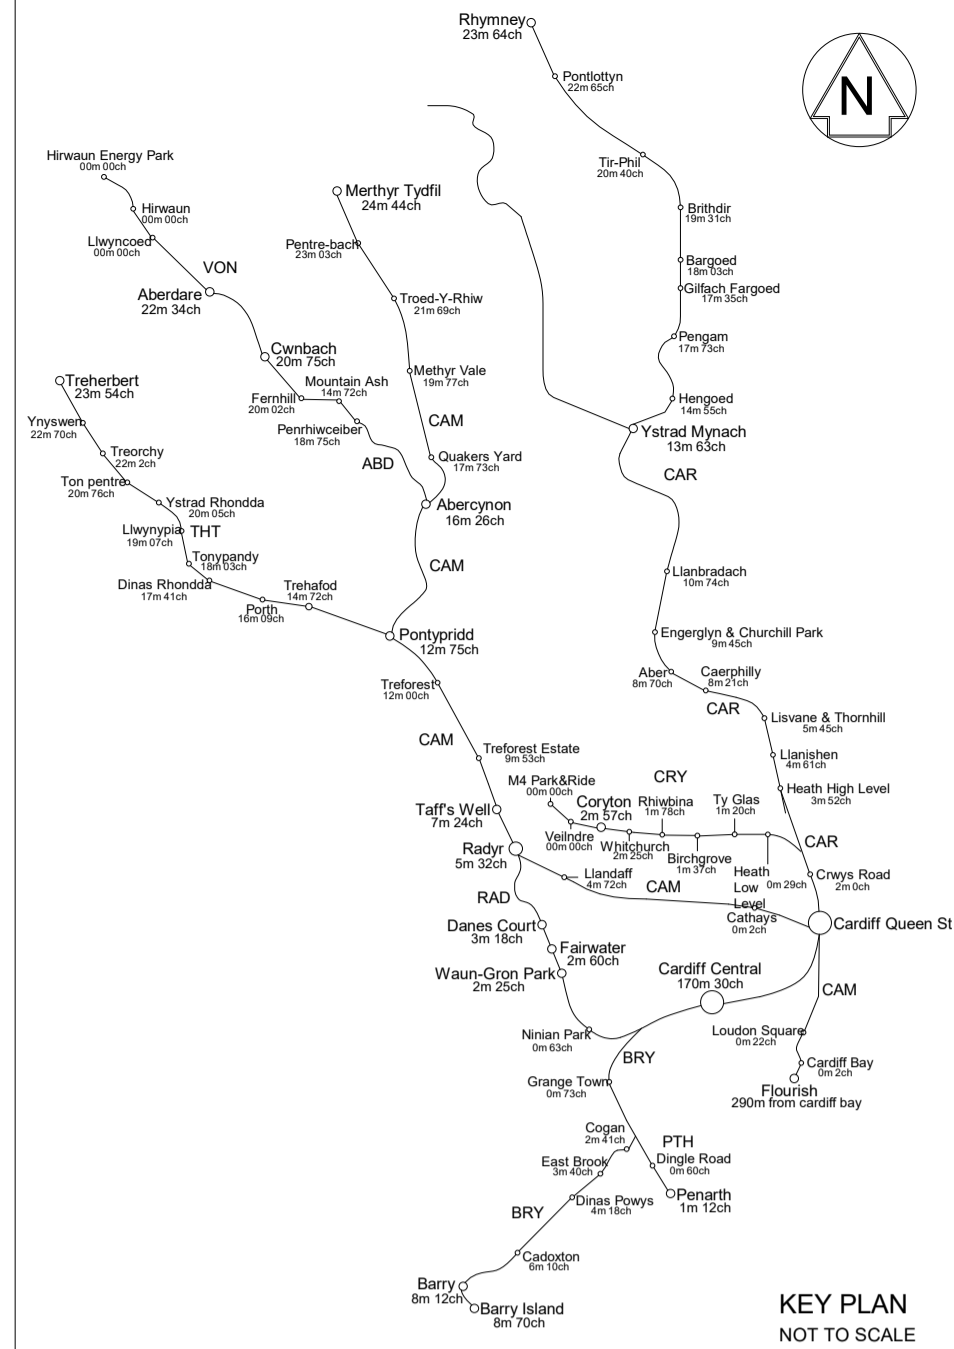 Rhymney
23m 64ch
Pontlottyn
22m 65ch
N
Tir-Phil
20m 40ch
Hirwaun Energy Park
00m 00ch
Hirwaun
00m 00ch
Llwyncoed
00m 00ch
VON
Aberdare
22m 34ch
Merthyr Tydfil
24m 44ch
Pentre-bach
23m 03ch
Troed-Y-Rhiw
21m 69ch
Brithdir
19m 31ch
Bargoed
18m 03ch
Gilfach Fargoed
17m 35ch
Pengam
17m 73ch
Cwnbach
20m 75ch
Mountain Ash
14m 72ch
Fernhill
20m 02ch
Penrhiwceiber
18m 75ch
Methyr Vale
19m 77ch
CAM
Hengoed
14m 55ch
Ystrad Mynach
13m 63ch
CAR
Treherbert
23m 54ch
Ynyswen
22m 70ch
Treorchy
22m 2ch
Ton pentre
20m 76ch
Ystrad Rhondda
20m 05ch
ABD
Quakers Yard
17m 73ch
Abercynon
16m 26ch
Llwynypia
19m 07ch
THT
Tonypandy
18m 03ch
Dinas Rhondda
17m 41ch
Trehafod
14m 72ch
Porth
16m 09ch
CAM
Llanbradach
10m 74ch
Pontypridd
12m 75ch
Engerglyn & Churchill Park
9m 45ch
Treforest
12m 00ch
Aber
8m 70ch
Caerphilly
8m 21ch
CAR
Lisvane & Thornhill
5m 45ch
CAM
Treforest Estate
9m 53ch
Llanishen
4m 61ch
M4 Park&Ride
00m 00ch
CRY
Heath High Level
3m 52ch
Taff's Well
7m 24ch
Coryton
2m 57ch
Rhiwbina
1m 78ch
Ty Glas
1m 20ch
Veilndre
00m 00ch
Whitchurch
2m 25ch
Birchgrove
1m 37ch
CAR
Radyr
5m 32ch
Llandaff
4m 72ch
CAM
Heath
Low
Level
0m 29ch
Crwys Road
2m 0ch
RAD
Cathays
0m 2ch
Cardiff Queen St
Danes Court
3m 18ch
Fairwater
2m 60ch
Waun-Gron Park
2m 25ch
Cardiff Central
170m 30ch
CAM
Ninian Park
0m 63ch
Loudon Square
0m 22ch
BRY
Cardiff Bay
0m 2ch
Grange Town
0m 73ch
Flourish
290m from cardiff bay
Cogan
2m 41ch
PTH
East Brook
3m 40ch
Dingle Road
0m 60ch
Penarth
1m 12ch
BRY
Dinas Powys
4m 18ch
Cadoxton
6m 10ch
Barry
8m 12ch
Barry Island
8m 70ch
KEY PLAN
NOT TO SCALE